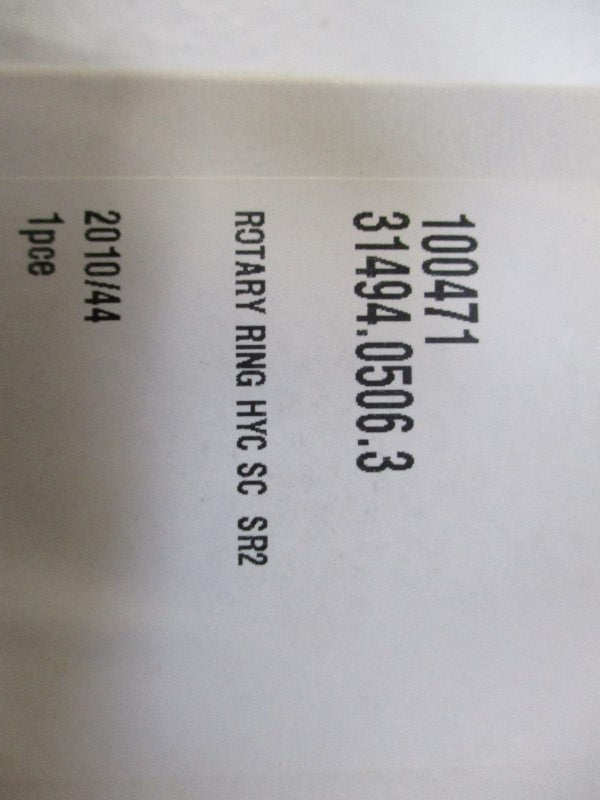 100471
31494.0506.3
ROTARY RING HYC SC SR2
2010/44
1pce